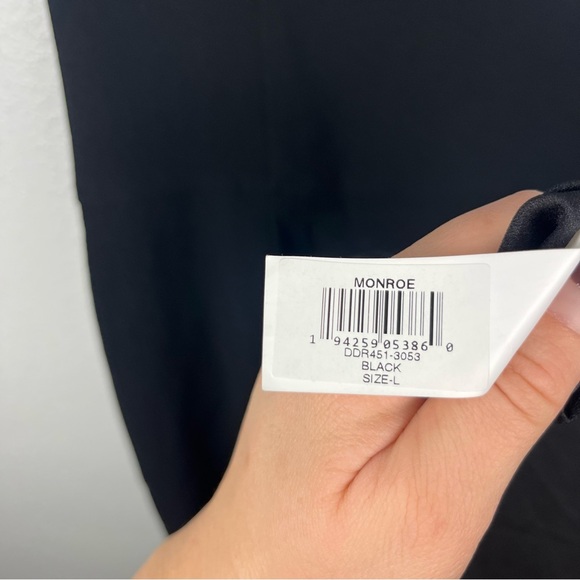 MONROE
1 94259 05386 0
DDR451-3053
BLACK
SIZE-L